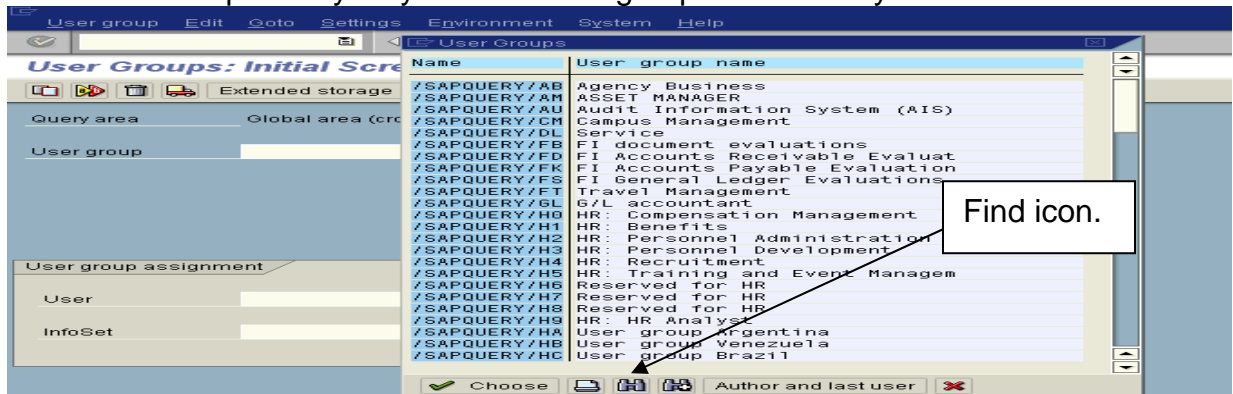 User group Edit Goto Settings Environment System Help
User Groups
User Groups: Initial Scre
Extended storage
Query area Global area (crc
User group
User group assignment
User
InfoSet
Name User group name
/SAPQUERY/AB Agency Business
/SAPQUERY/AM ASSET MANAGER
/SAPQUERY/AU Audit Information System (AIS)
/SAPQUERY/CM Campus Management
/SAPQUERY/DL Service
/SAPQUERY/FB FI document evaluations
/SAPQUERY/FD FI Accounts Receivable Evaluat
/SAPQUERY/FK FI Accounts Payable Evaluation
/SAPQUERY/FS FI General Ledger Evaluations
/SAPQUERY/FT Travel Management
/SAPQUERY/GL G/L accountant
/SAPQUERY/H0 HR: Compensation Management
/SAPQUERY/H1 HR: Benefits
/SAPQUERY/H2 HR: Personnel Administration
/SAPQUERY/H3 HR: Personnel Development
/SAPQUERY/H4 HR: Recruitment
/SAPQUERY/H5 HR: Training and Event Managem
/SAPQUERY/H6 Reserved for HR
/SAPQUERY/H7 Reserved for HR
/SAPQUERY/H8 Reserved for HR
/SAPQUERY/H9 HR: HR Analyst
/SAPQUERY/HA User group Argentina
/SAPQUERY/HB User group Venezuela
/SAPQUERY/HC User group Brazil
Find icon.
Choose Author and last user